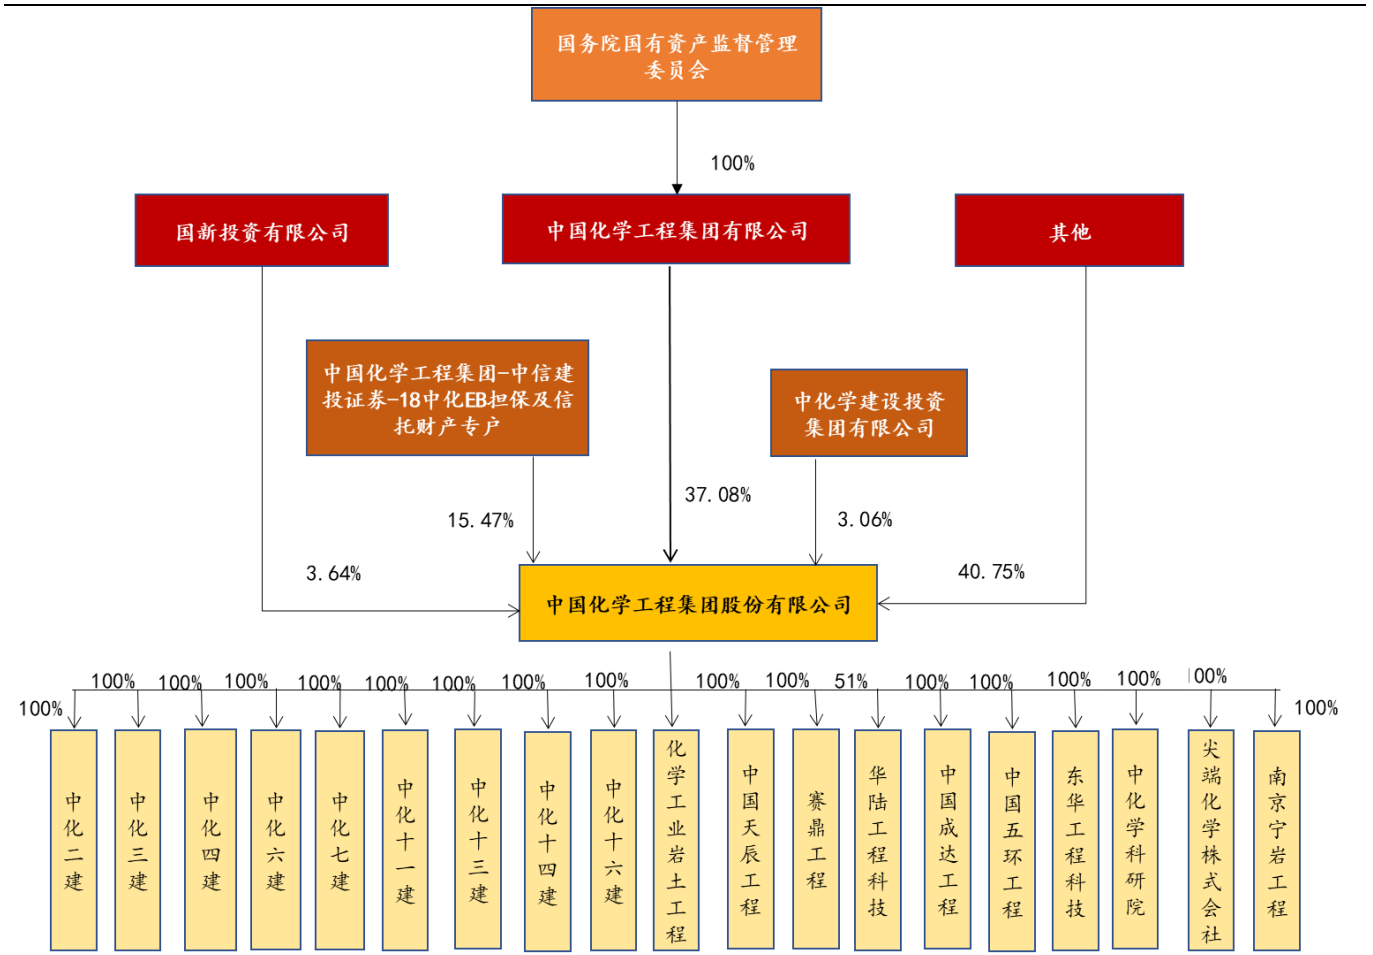 国务院国有资产监督管理
委员会
100%
国新投资有限公司
中国化学工程集团有限公司
其他
中国化学工程集团-中信建
投证券-18中化EB担保及信
托财产专户
中化学建设投资
集团有限公司
15.47%
37.08%
3.06%
3.64%
40.75%
中国化学工程集团股份有限公司
100%
100%
100%
100%
100%
100%
100%
100%
100%
100%
100%
51%
100%
100%
100%
100%
100%
100%
中化二建
中化三建
中化四建
中化六建
中化七建
中化十一建
中化十三建
中化十四建
中化十六建
化学工业岩土工程
中国天辰工程
赛鼎工程
华陆工程科技
中国成达工程
中国五环工程
东华工程科技
中化学科研院
尖端化学株式会社
南京宁岩工程